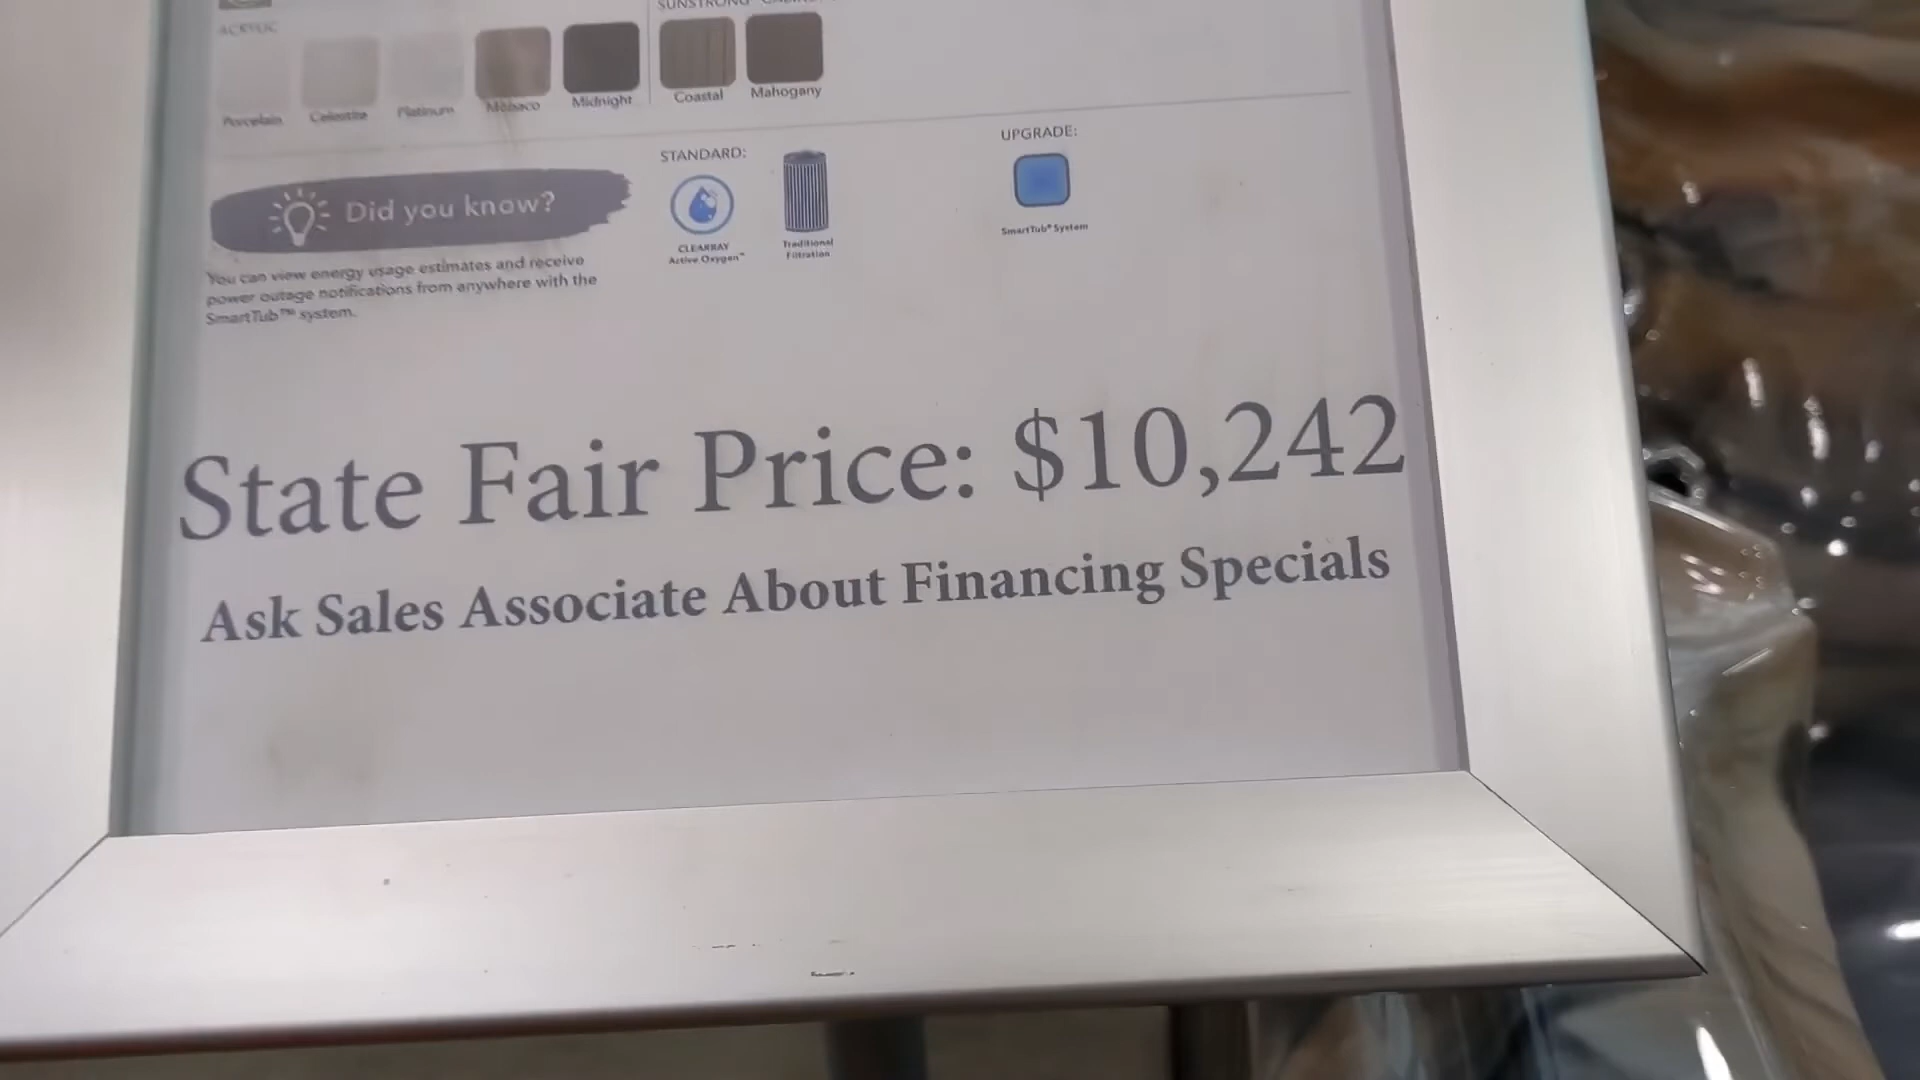 ACRYLIC
Porcelain Celestite Platinum Monaco Midnight Coastal Mahogany
STANDARD:
UPGRADE:
Did you know?
CLEARRAY
Active Oxygen™
Traditional
Filtration
SmartTub® System
You can view energy usage estimates and receive
power outage notifications from anywhere with the
SmartTub™ system.
State Fair Price: $10,242
Ask Sales Associate About Financing Specials